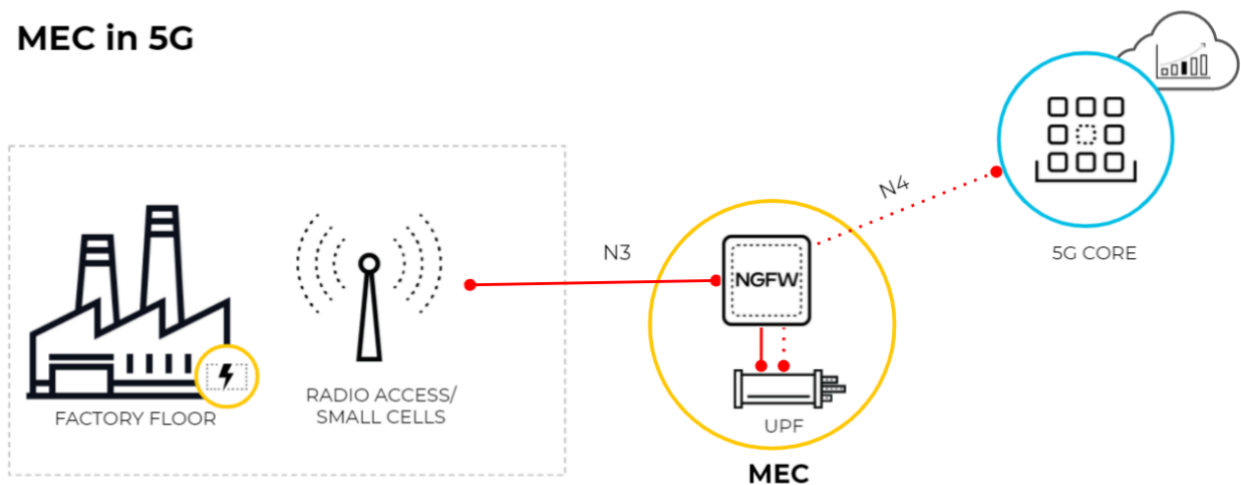 MEC in 5G
N4
5G CORE
N3
NGFW
RADIO ACCESS/
SMALL CELLS
FACTORY FLOOR
UPF
MEC